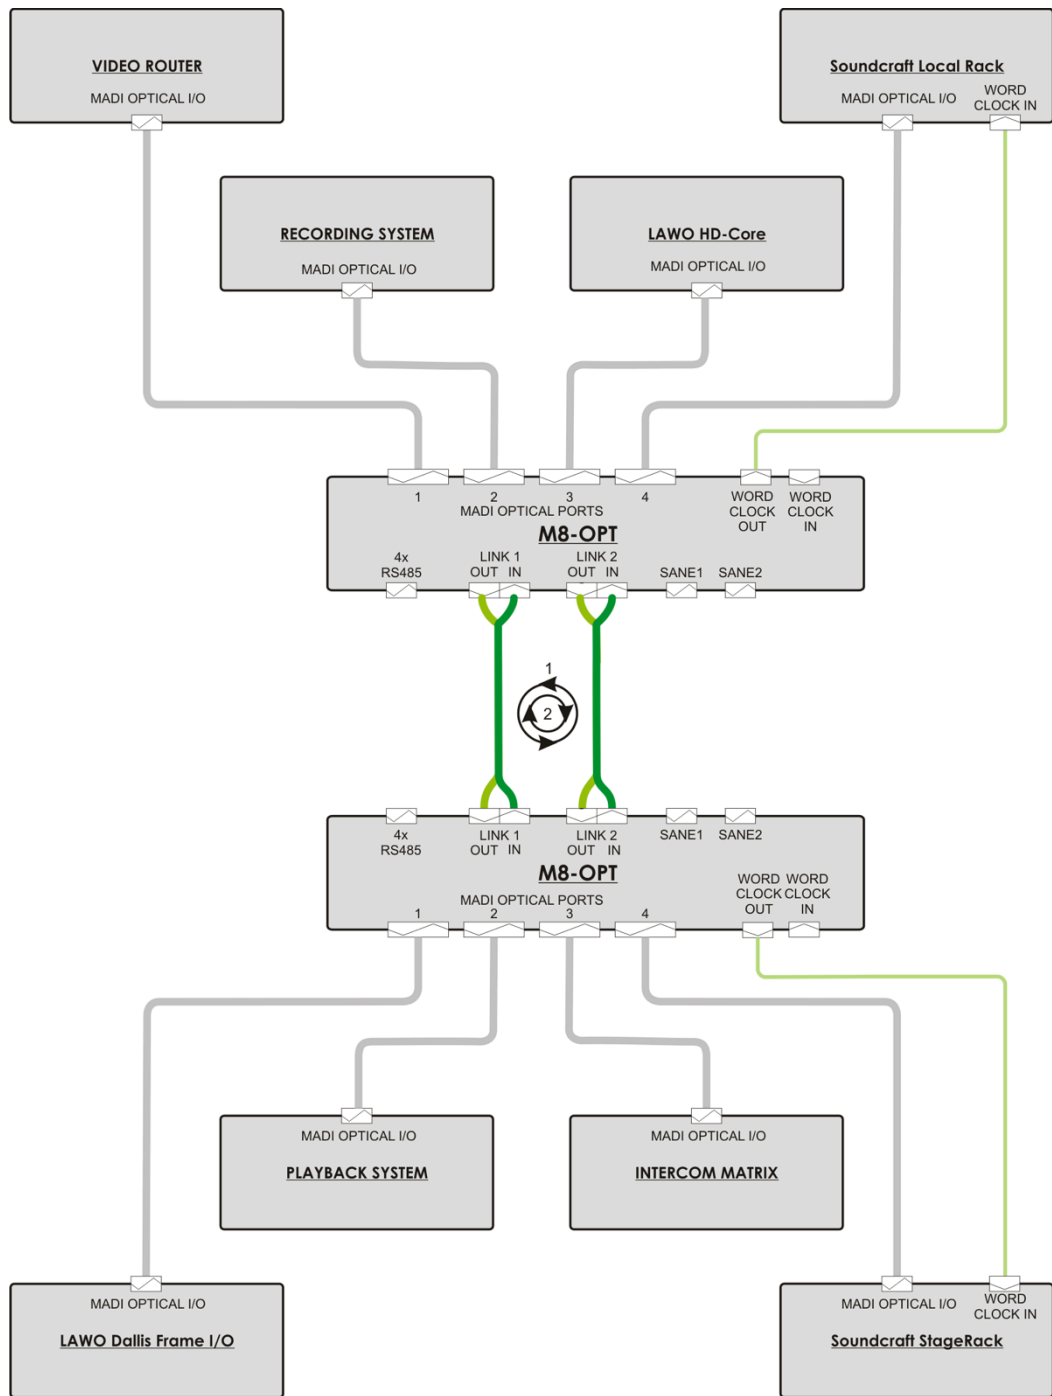 VIDEO ROUTER
MADI OPTICAL I/O
Soundcraft Local Rack
MADI OPTICAL I/O
WORD
CLOCK IN
RECORDING SYSTEM
MADI OPTICAL I/O
LAWO HD-Core
MADI OPTICAL I/O
1 2 3 4
MADI OPTICAL PORTS
WORD
CLOCK
OUT
WORD
CLOCK
IN
M8-OPT
4x
RS485
LINK 1
OUT IN
LINK 2
OUT IN
SANE1 SANE2
1
2
4x
RS485
LINK 1
OUT IN
LINK 2
OUT IN
SANE1 SANE2
M8-OPT
WORD
CLOCK
OUT
WORD
CLOCK
IN
MADI OPTICAL PORTS
1 2 3 4
MADI OPTICAL I/O
PLAYBACK SYSTEM
MADI OPTICAL I/O
INTERCOM MATRIX
MADI OPTICAL I/O
LAWO Dallis Frame I/O
MADI OPTICAL I/O
WORD
CLOCK IN
Soundcraft StageRack